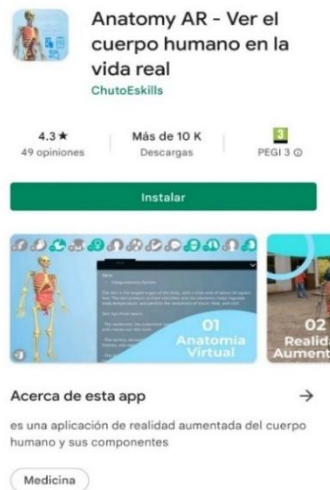 Anatomy AR - Ver el
cuerpo humano en la
vida real
ChutoEskills
4.3★
49 opiniones
Más de 10 K
Descargas
3
PEGI 3
Instalar
01
Anatomía
Virtual
02
Realid
Aument
Acerca de esta app
es una aplicación de realidad aumentada del cuerpo
humano y sus componentes
Medicina